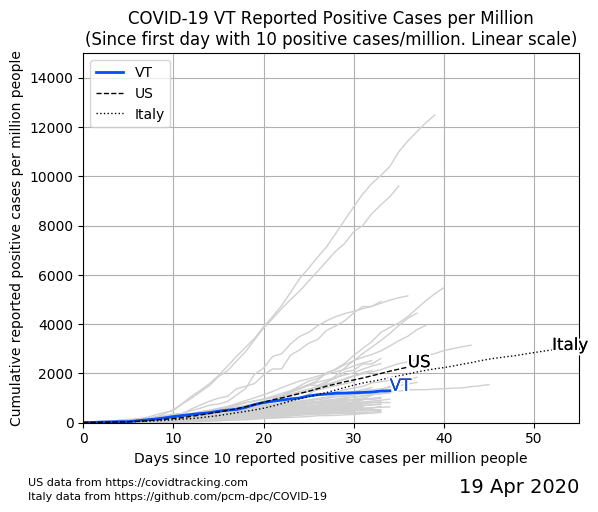 COVID-19 VT Reported Positive Cases per Million
(Since first day with 10 positive cases/million. Linear scale)
Cumulative reported positive cases per million people
14000
12000
10000
8000
6000
4000
2000
0
VT
US
Italy
Italy
US
VT
0 10 20 30 40 50
Days since 10 reported positive cases per million people
US data from https://covidtracking.com
Italy data from https://github.com/pcm-dpc/COVID-19
19 Apr 2020